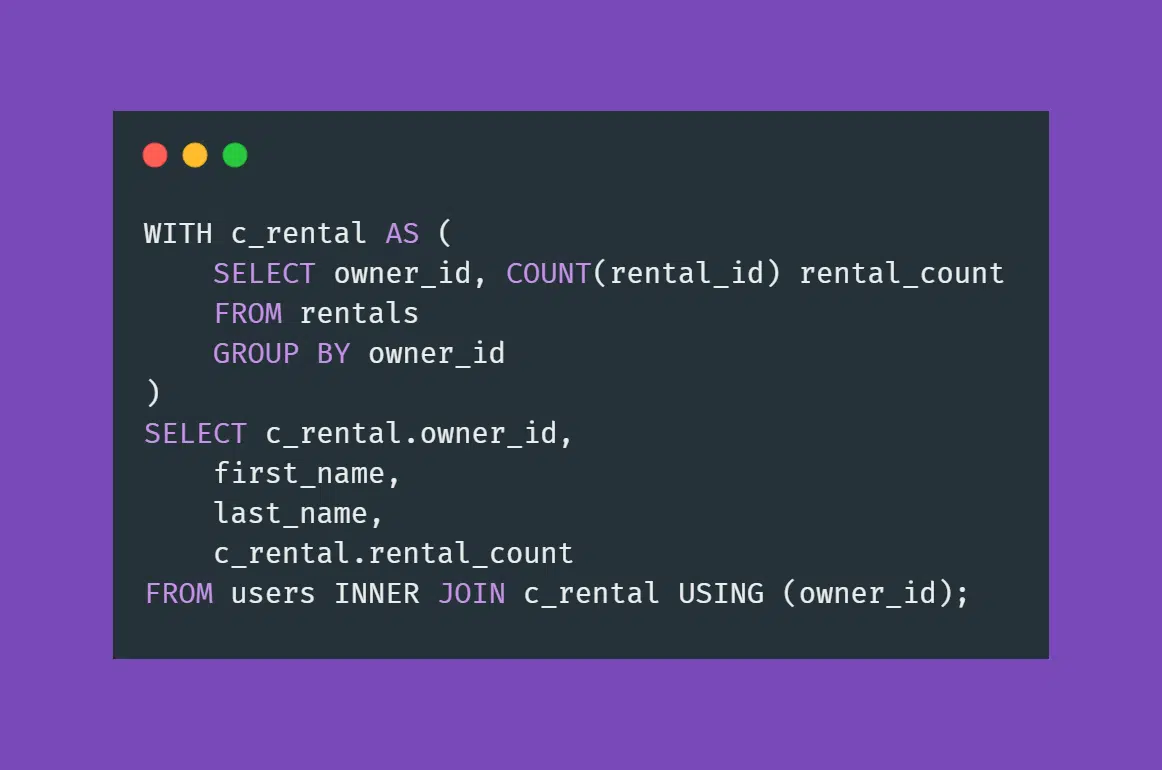 WITH c_rental AS (
    SELECT owner_id, COUNT(rental_id) rental_count
    FROM rentals
    GROUP BY owner_id
)
SELECT c_rental.owner_id,
    first_name,
    last_name,
    c_rental.rental_count
FROM users INNER JOIN c_rental USING (owner_id);